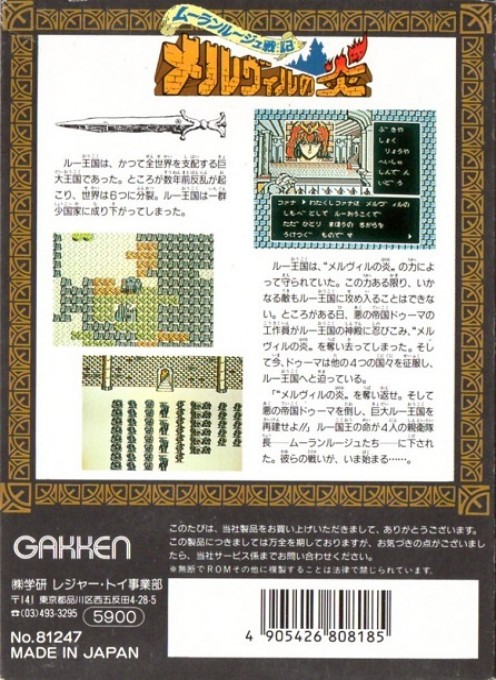 ムーランルージュ戦記
メルヴィルの炎
ルー王国は、かつて全世界を支配する巨
大王国であった。ところが数年前反乱が起
こり、世界は6つに分裂。ルー王国は一群
少国家に成り下がってしまった。
ぶきや
しょく
りょうや
へいしゃ
しんでん
いどう
コァナ ▶わたくしコァナは メルヴィルの
しもべ として ルーおうこくで
ただひとり まほうの ちからを
うけつぐ ものです
ルー王国は、“メルヴィルの炎〟の力によ
って守られていた。この力ある限り、いか
なる敵もルー王国に攻め入ることはできな
い。ところがある日、悪の帝国ドゥーマの
工作員がルー王国の神殿に忍びこみ、“メル
ヴィルの炎〟を奪い去ってしまった。そし
て今、ドゥーマは他の4つの国々を征服し、
ルー王国へと迫っている。
「“メルヴィルの炎〟を奪い返せ。そして
悪の帝国ドゥーマを倒し、巨大ルー王国を
再建せよ!!」ルー国王の命が4人の親衛隊
長――ムーランルージュたち――に下され
た。彼らの戦いが、いま始まる……。
GAKKEN
このたびは、当社製品をお買い上げいただきまして、ありがとうございます。
この製品につきましては万全を期しておりますが、お気づきの点がございまし
たら、当社サービス係までお問い合わせください。
※無断でROMその他に複製することは法律で禁じられています。
㈱学研 レジャー・トイ事業部
〒141 東京都品川区西五反田4-28-5
☎(03)493-3295 5900
No.81247
MADE IN JAPAN
4 905426 808185